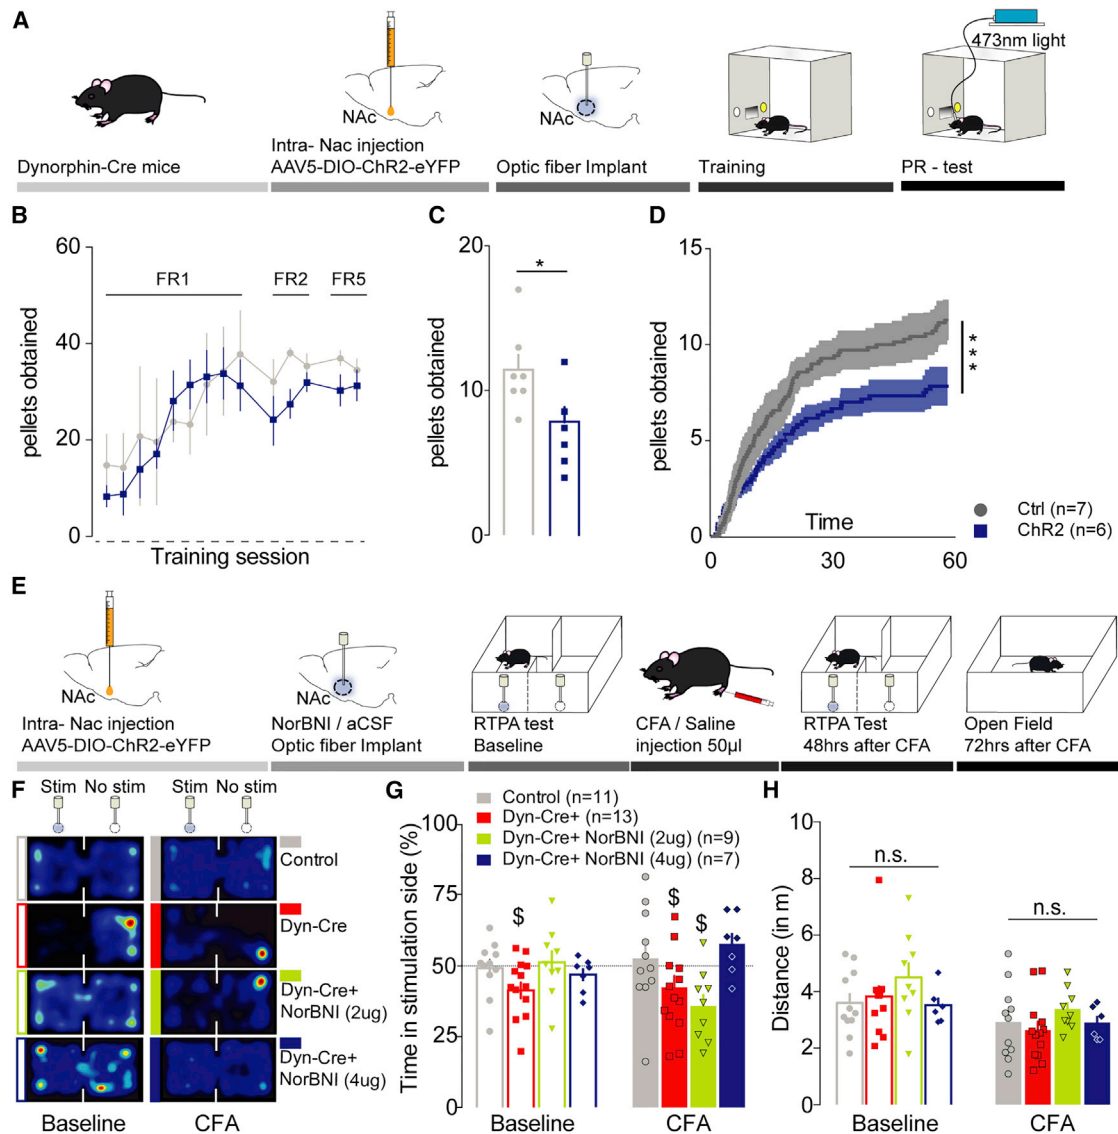 A
473nm light
NAc
NAc
Dynorphin-Cre mice
Intra- Nac injection
AAV5-DIO-ChR2-eYFP
Optic fiber Implant
Training
PR - test
B
60
40
20
0
pellets obtained
FR1
FR2
FR5
Training session
C
20
10
0
pellets obtained
*
D
15
10
5
0
pellets obtained
***
Time
0
30
60
Ctrl (n=7)
ChR2 (n=6)
E
NAc
NAc
Intra- Nac injection
AAV5-DIO-ChR2-eYFP
NorBNI / aCSF
Optic fiber Implant
RTPA test
Baseline
CFA / Saline
injection 50µl
RTPA Test
48hrs after CFA
Open Field
72hrs after CFA
F
Stim
No stim
Stim
No stim
Control
Dyn-Cre
Dyn-Cre+
NorBNI (2ug)
Dyn-Cre+
NorBNI (4ug)
Baseline
CFA
G
Control (n=11)
Dyn-Cre+ (n=13)
Dyn-Cre+ NorBNI (2ug) (n=9)
Dyn-Cre+ NorBNI (4ug) (n=7)
100
75
50
25
0
Time in stimulation side (%)
$
$
$
Baseline
CFA
H
10
8
6
4
2
0
Distance (in m)
n.s.
n.s.
Baseline
CFA